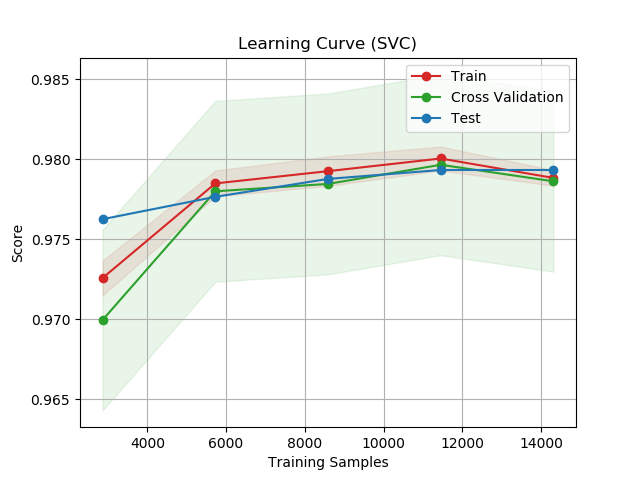 Learning Curve (SVC)
Train
Cross Validation
Test
0.985
0.980
0.975
0.970
0.965
Score
4000
6000
8000
10000
12000
14000
Training Samples